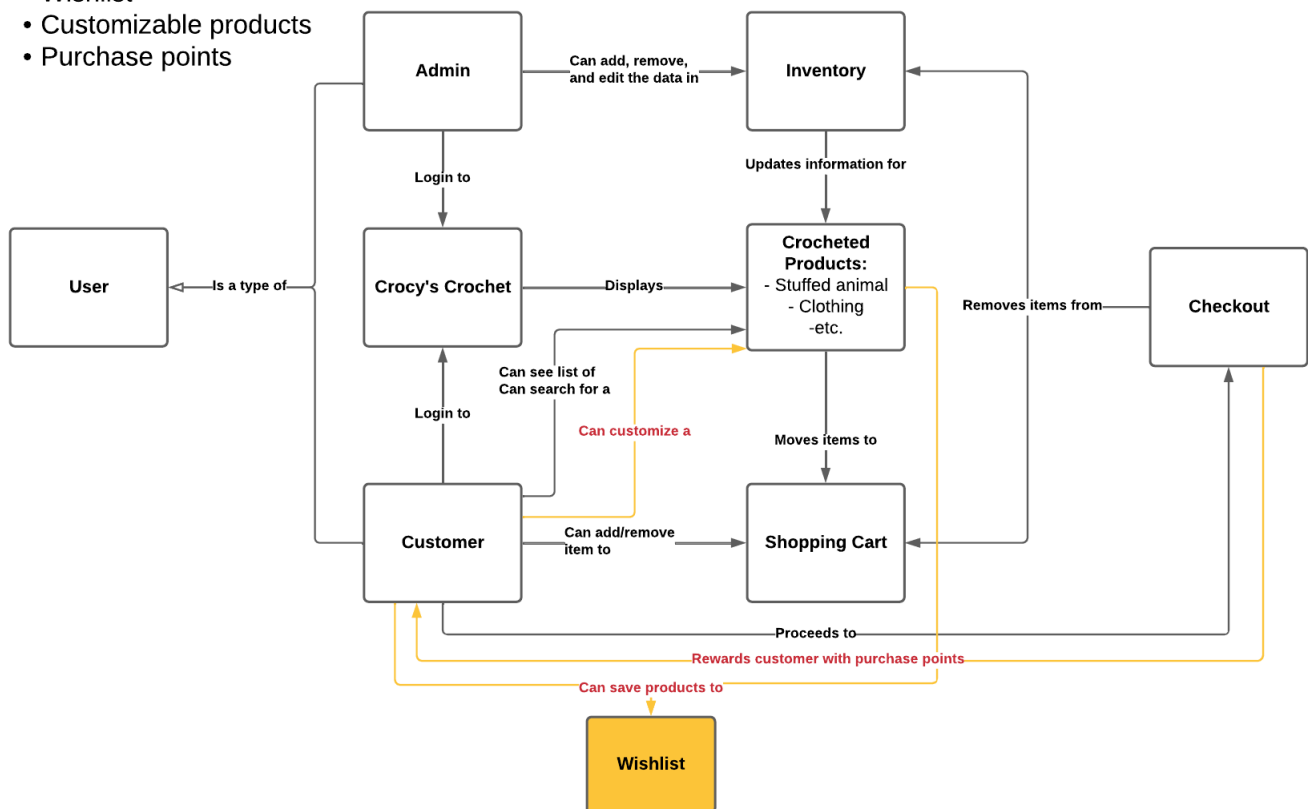 Wishlist
• Customizable products
• Purchase points
Admin
Can add, remove,
and edit the data in
Inventory
Login to
Updates information for
User
Is a type of
Crocy's Crochet
Displays
Crocheted
Products:
- Stuffed animal
- Clothing
-etc.
Removes items from
Checkout
Can see list of
Can search for a
Login to
Can customize a
Moves items to
Customer
Can add/remove
item to
Shopping Cart
Proceeds to
Rewards customer with purchase points
Can save products to
Wishlist